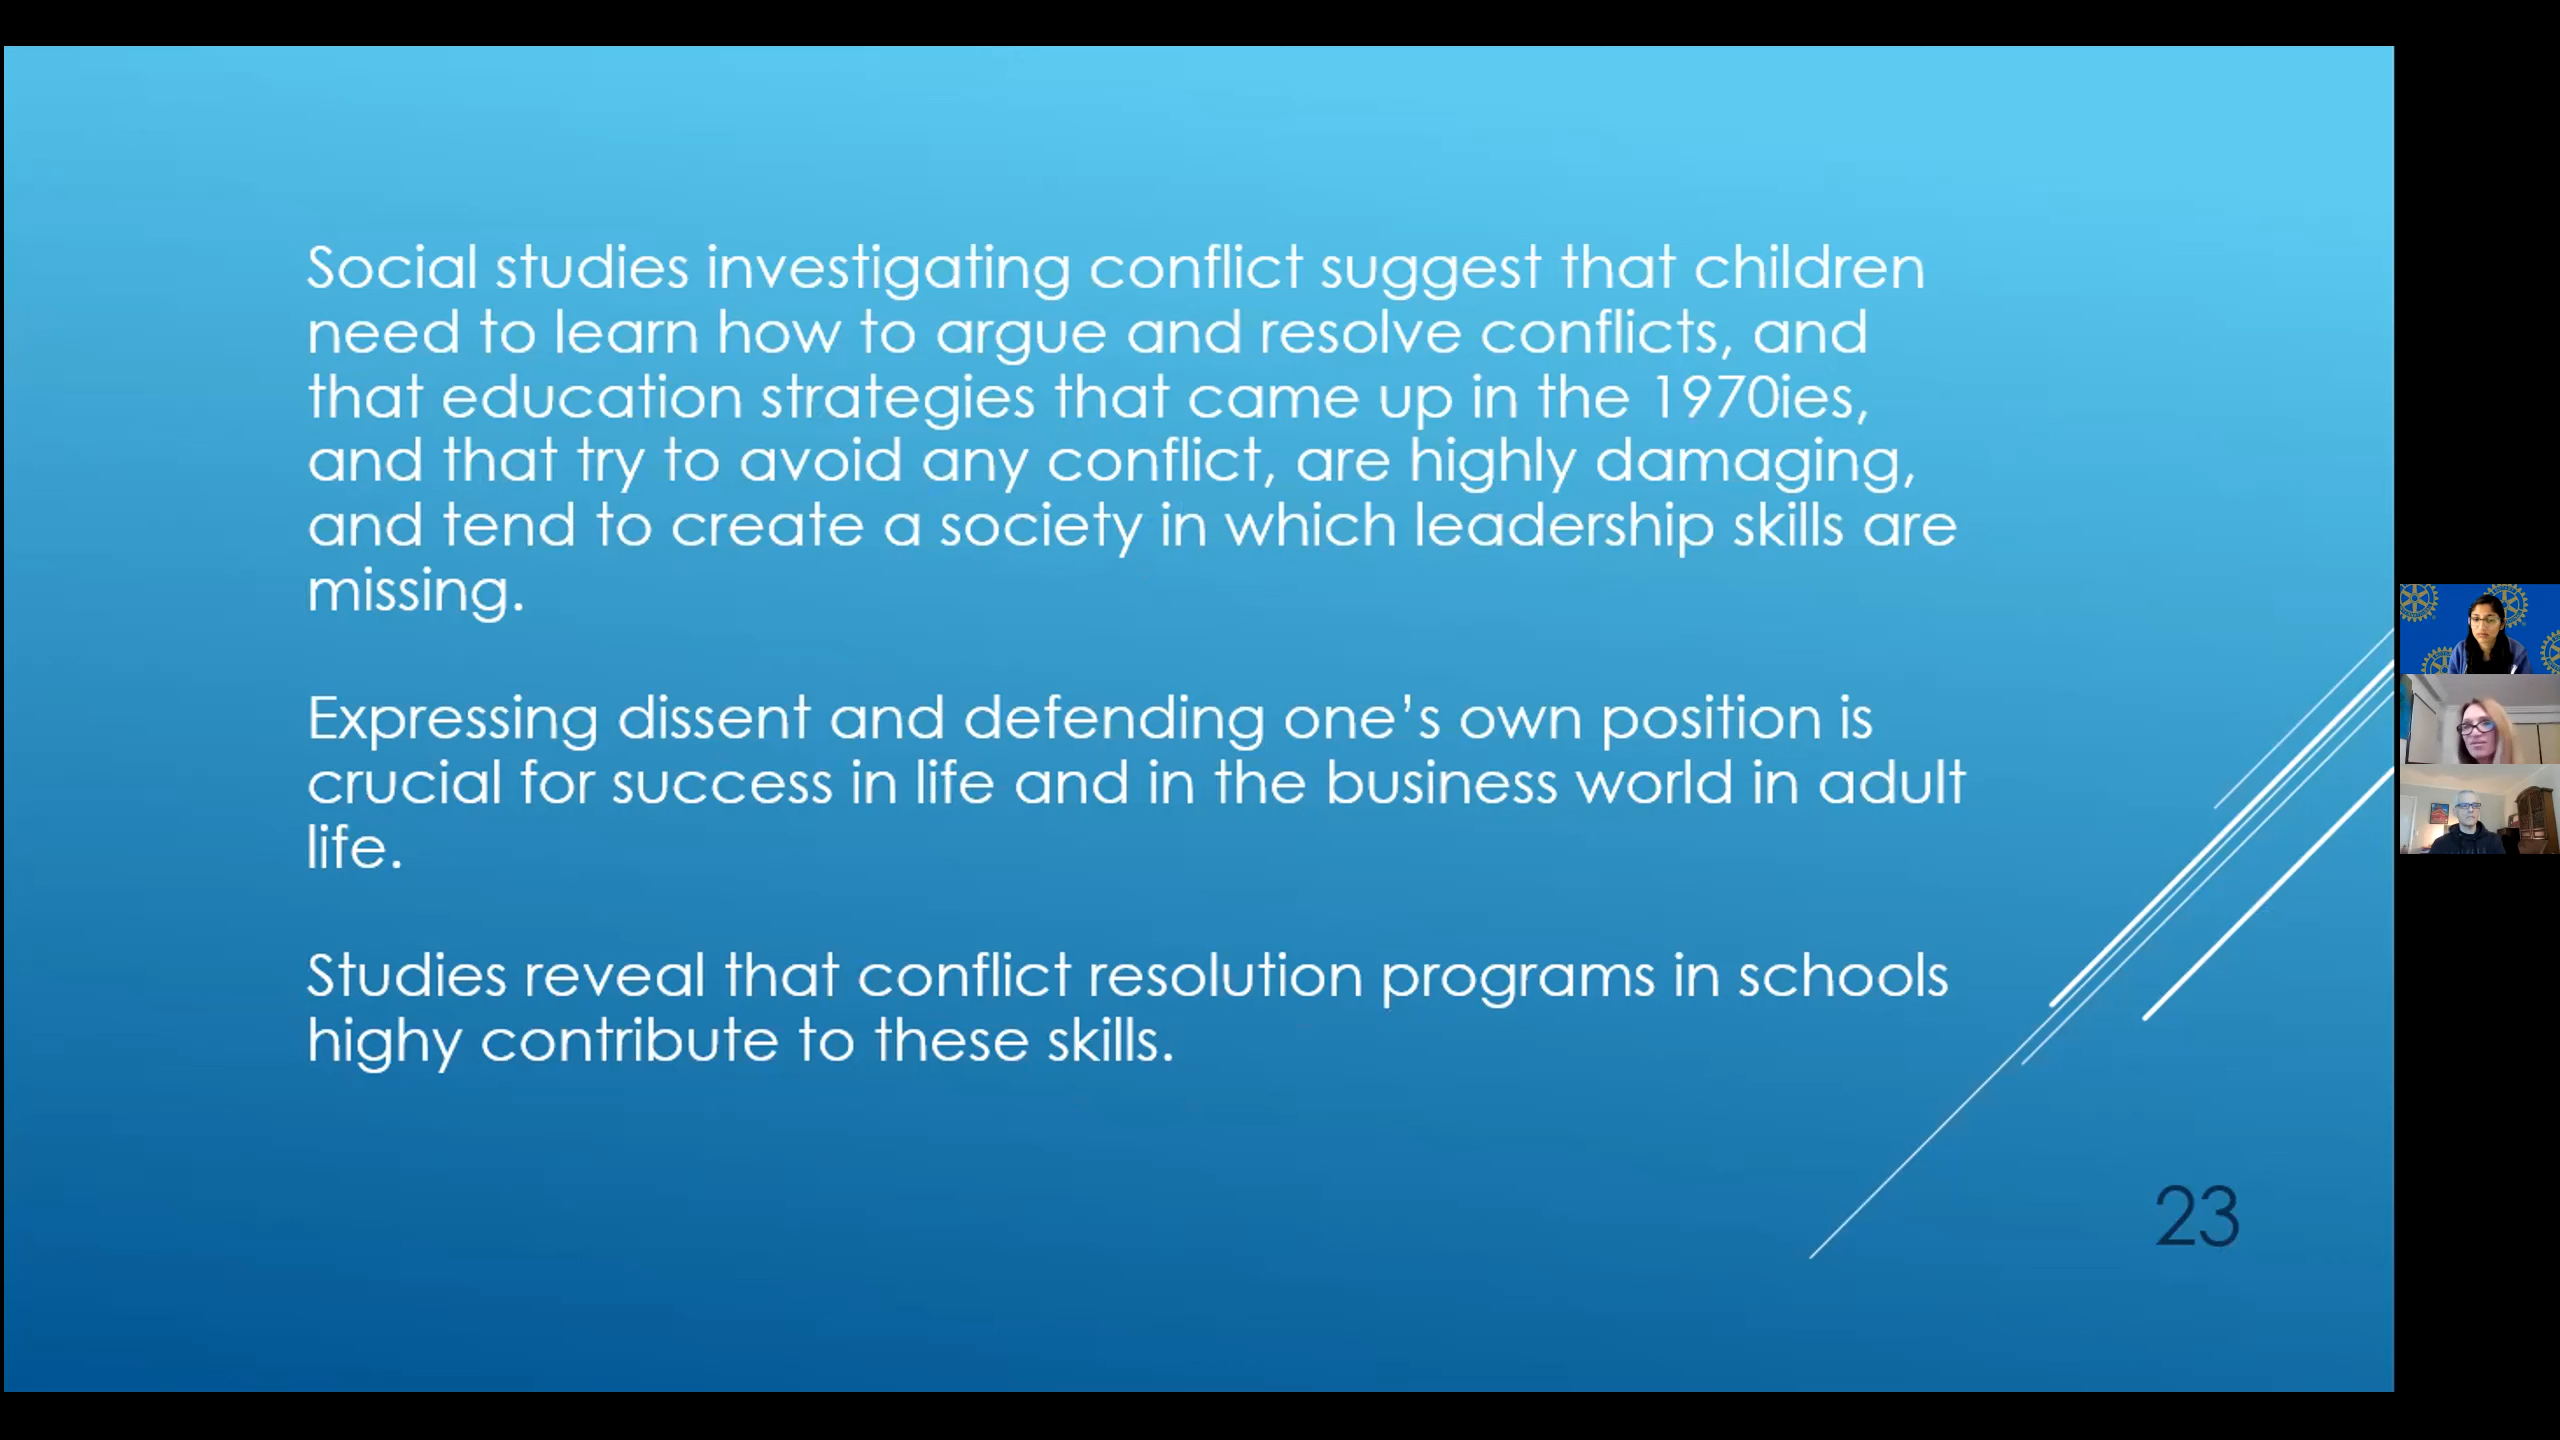 Social studies investigating conflict suggest that children
need to learn how to argue and resolve conflicts, and
that education strategies that came up in the 1970ies,
and that try to avoid any conflict, are highly damaging,
and tend to create a society in which leadership skills are
missing.
Expressing dissent and defending one’s own position is
crucial for success in life and in the business world in adult
life.
Studies reveal that conflict resolution programs in schools
highy contribute to these skills.
23